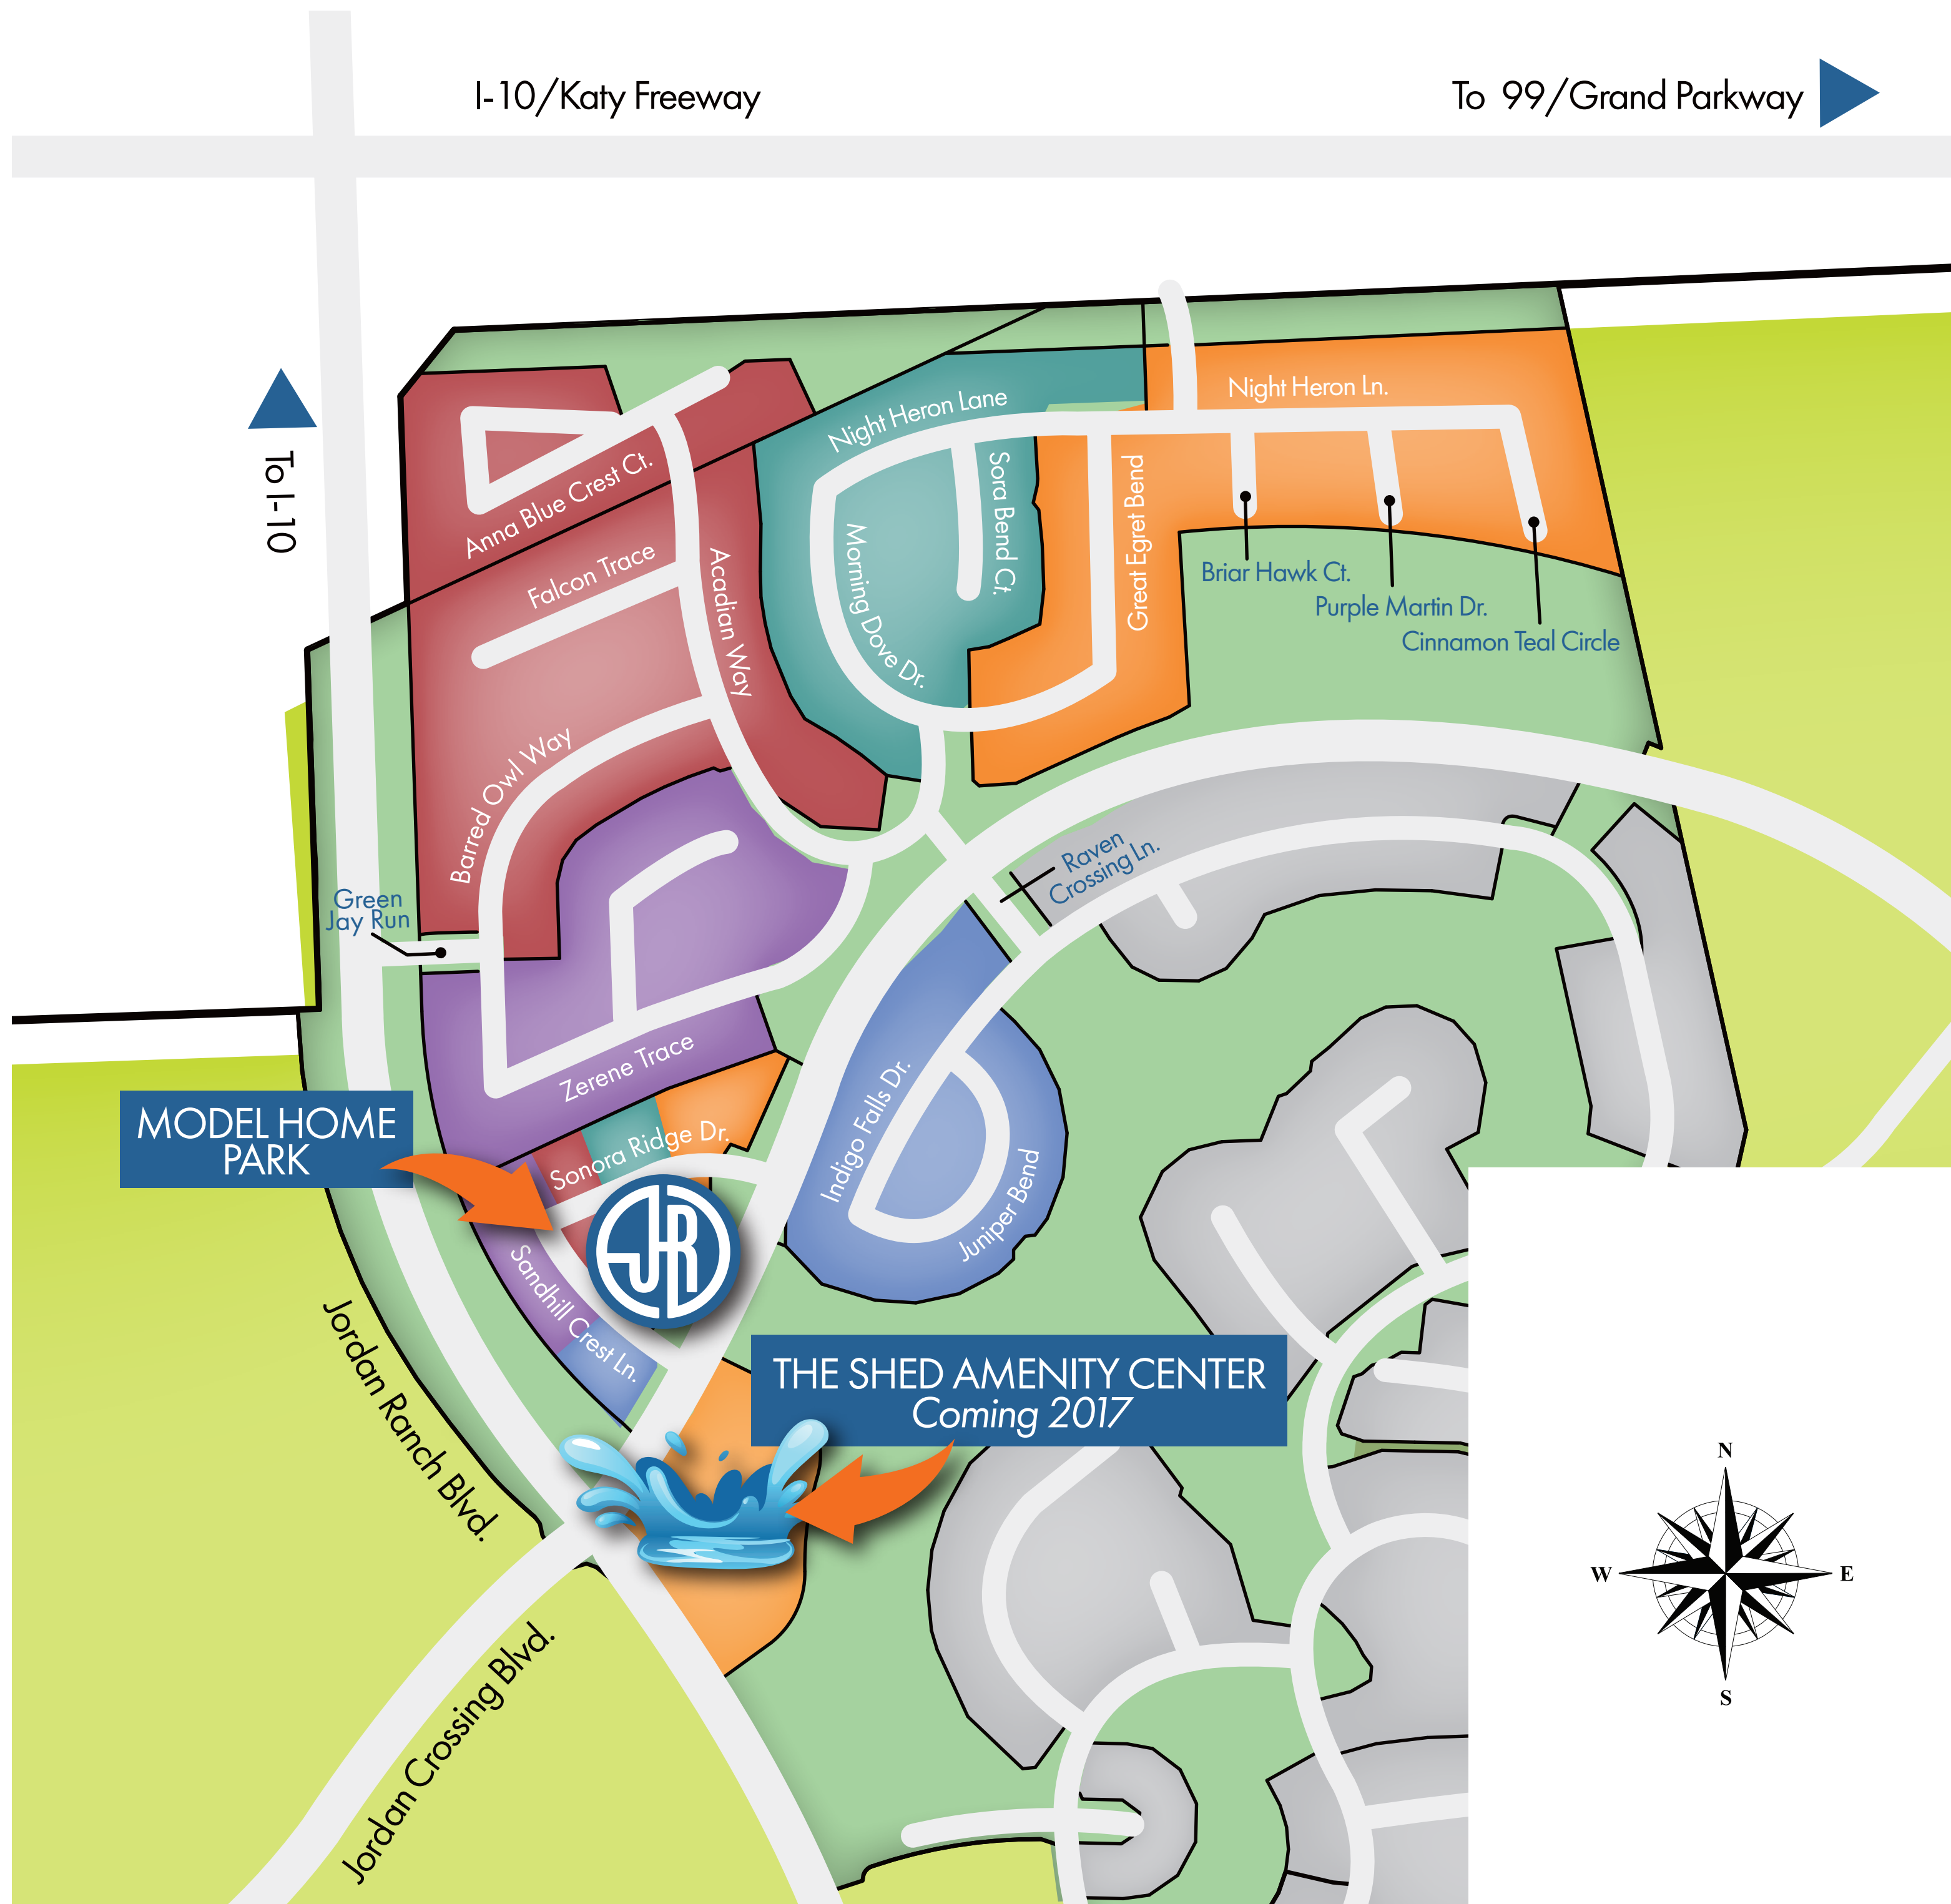 I-10/Katy Freeway
To 99/Grand Parkway
To I-10
Night Heron Ln.
Night Heron Lane
Anna Blue Crest Ct.
Sora Bend Ct.
Great Egret Bend
Falcon Trace
Acadian Way
Morning Dove Dr.
Briar Hawk Ct.
Purple Martin Dr.
Cinnamon Teal Circle
Barred Owl Way
Raven
Crossing Ln.
Green
Jay Run
Zerene Trace
MODEL HOME
PARK
Sonora Ridge Dr.
Indigo Falls Dr.
Juniper Bend
JR
Sandhill Crest Ln.
Jordan Ranch Blvd.
THE SHED AMENITY CENTER
Coming 2017
N
W
E
S
Jordan Crossing Blvd.